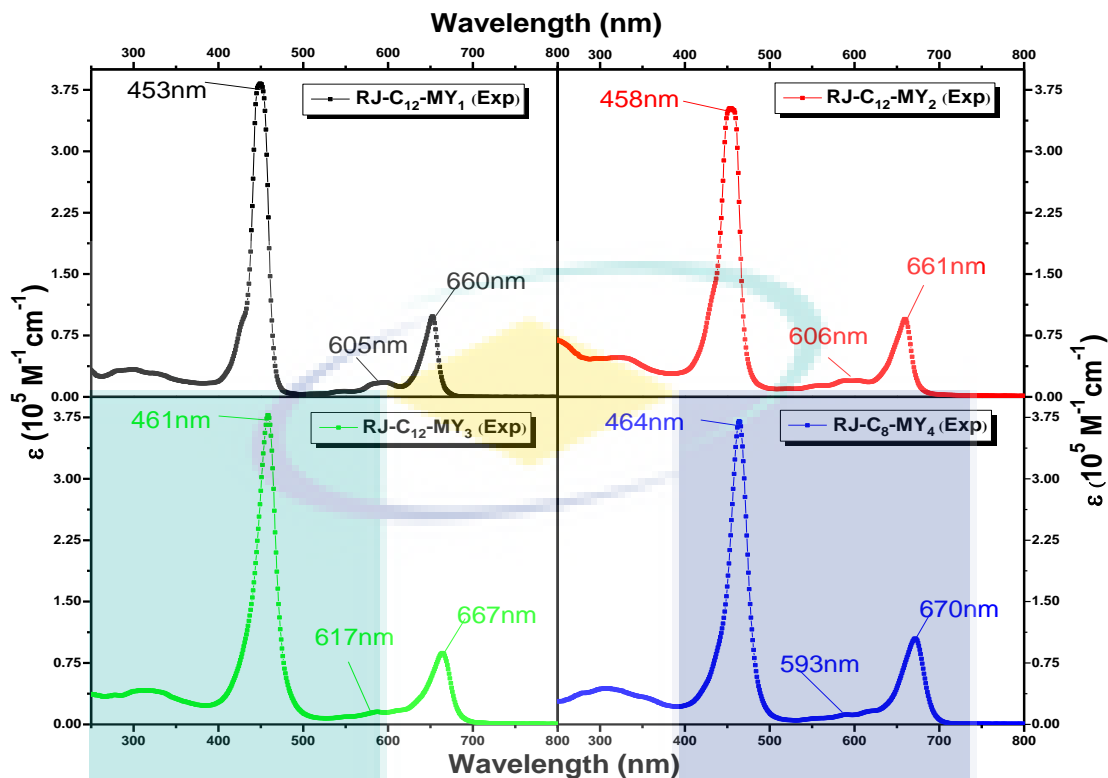 Wavelength (nm)
300 400 500 600 700 800 300 400 500 600 700 800
ε (10⁵ M⁻¹cm⁻¹)
3.75
3.00
2.25
1.50
0.75
0.00
453nm
RJ-C₁₂-MY₁ (Exp)
605nm
660nm
458nm
RJ-C₁₂-MY₂ (Exp)
606nm
661nm
3.75
3.00
2.25
1.50
0.75
0.00
3.75
3.00
2.25
1.50
0.75
0.00
461nm
RJ-C₁₂-MY₃ (Exp)
617nm
667nm
464nm
RJ-C₈-MY₄ (Exp)
593nm
670nm
3.75
3.00
2.25
1.50
0.75
0.00
ε (10⁵ M⁻¹cm⁻¹)
300 400 500 600 700 800 300 400 500 600 700 800
Wavelength (nm)